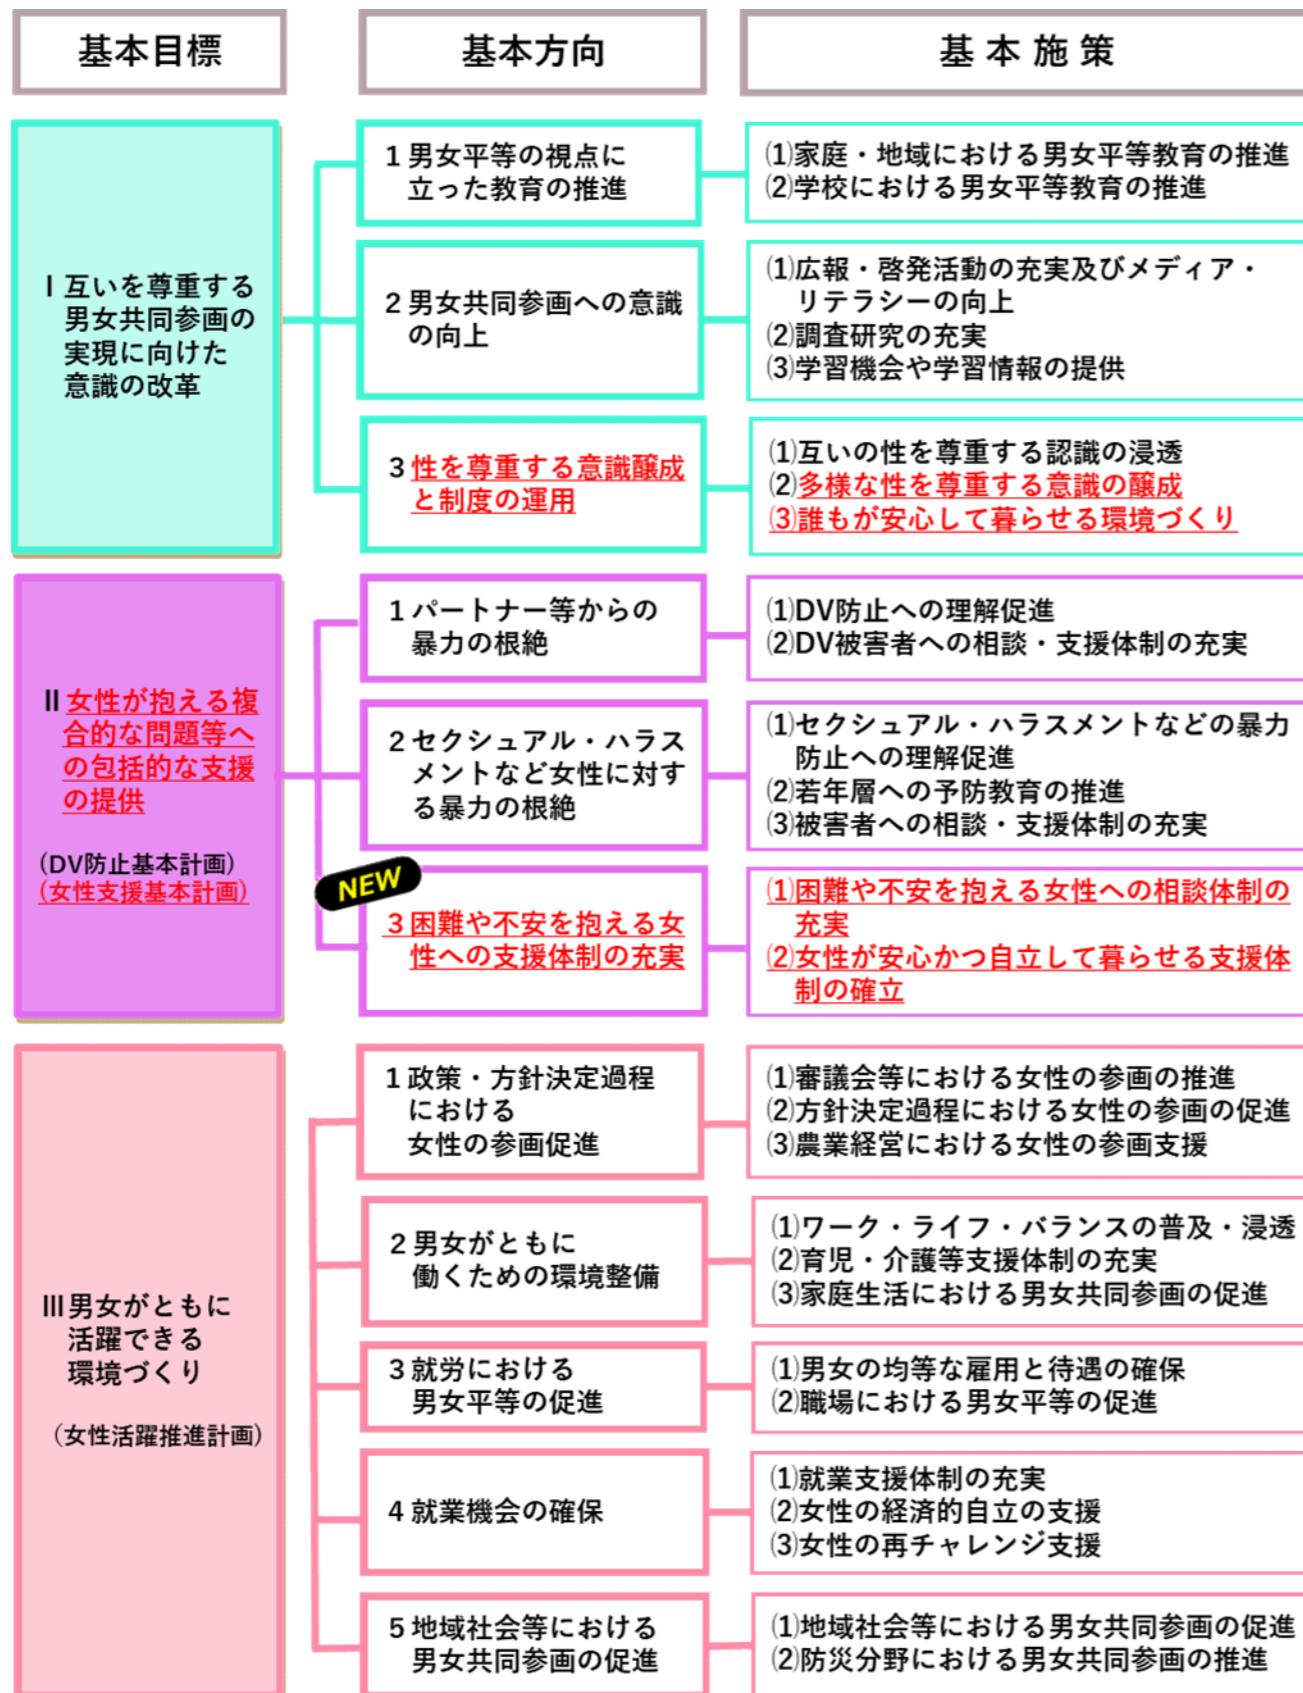 基本目標
基本方向
基本施策
Ⅰ互いを尊重する
男女共同参画の
実現に向けた
意識の改革
1 男女平等の視点に
立った教育の推進
⑴家庭・地域における男女平等教育の推進
⑵学校における男女平等教育の推進
2 男女共同参画への意識
の向上
⑴広報・啓発活動の充実及びメディア・
リテラシーの向上
⑵調査研究の充実
⑶学習機会や学習情報の提供
3 性を尊重する意識醸成
と制度の運用
⑴互いの性を尊重する認識の浸透
⑵多様な性を尊重する意識の醸成
⑶誰もが安心して暮らせる環境づくり
Ⅱ女性が抱える複
合的な問題等へ
の包括的な支援
の提供
(DV防止基本計画)
(女性支援基本計画)
1 パートナー等からの
暴力の根絶
⑴DV防止への理解促進
⑵DV被害者への相談・支援体制の充実
2 セクシュアル・ハラス
メントなど女性に対す
る暴力の根絶
⑴セクシュアル・ハラスメントなどの暴力
防止への理解促進
⑵若年層への予防教育の推進
⑶被害者への相談・支援体制の充実
NEW
3 困難や不安を抱える女
性への支援体制の充実
⑴困難や不安を抱える女性への相談体制の
充実
⑵女性が安心かつ自立して暮らせる支援体
制の確立
Ⅲ男女がともに
活躍できる
環境づくり
（女性活躍推進計画）
1 政策・方針決定過程
における
女性の参画促進
⑴審議会等における女性の参画の推進
⑵方針決定過程における女性の参画の促進
⑶農業経営における女性の参画支援
2 男女がともに
働くための環境整備
⑴ワーク・ライフ・バランスの普及・浸透
⑵育児・介護等支援体制の充実
⑶家庭生活における男女共同参画の促進
3 就労における
男女平等の促進
⑴男女の均等な雇用と待遇の確保
⑵職場における男女平等の促進
4 就業機会の確保
⑴就業支援体制の充実
⑵女性の経済的自立の支援
⑶女性の再チャレンジ支援
5 地域社会等における
男女共同参画の促進
⑴地域社会等における男女共同参画の促進
⑵防災分野における男女共同参画の推進